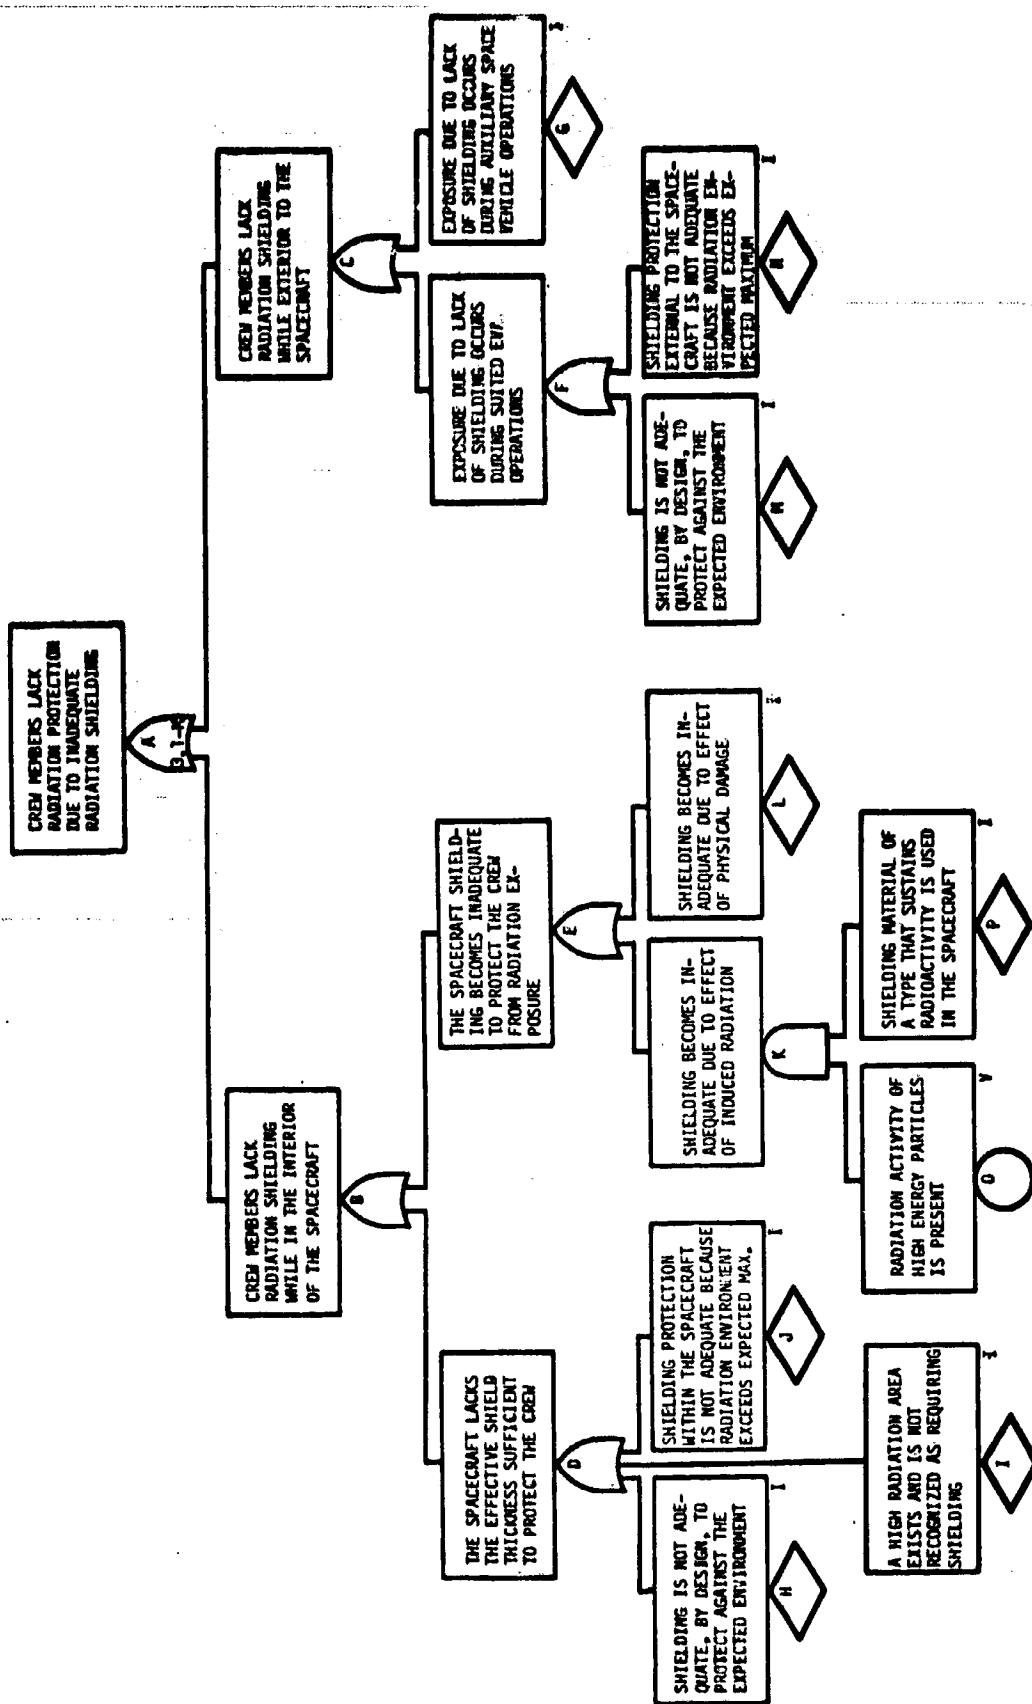 CREW MEMBERS LACK
RADIATION PROTECTION
DUE TO INADEQUATE
RADIATION SHIELDING
A
CREW MEMBERS LACK
RADIATION SHIELDING
WHILE IN THE INTERIOR
OF THE SPACECRAFT
B
CREW MEMBERS LACK
RADIATION SHIELDING
WHILE EXTERIOR TO THE
SPACECRAFT
C
THE SPACECRAFT LACKS
THE EFFECTIVE SHIELD
THICKNESS SUFFICIENT
TO PROTECT THE CREW
D
THE SPACECRAFT SHIELD-
ING BECOMES INADEQUATE
TO PROTECT THE CREW
FROM RADIATION EX-
POSURE
E
EXPOSURE DUE TO LACK
OF SHIELDING OCCURS
DURING SUITED EVA
OPERATIONS
F
EXPOSURE DUE TO LACK
OF SHIELDING OCCURS
DURING AUXILIARY SPACE
VEHICLE OPERATIONS
I
G
SHIELDING IS NOT ADE-
QUATE, BY DESIGN, TO
PROTECT AGAINST THE
EXPECTED ENVIRONMENT
I
H
SHIELDING PROTECTION
WITHIN THE SPACECRAFT
IS NOT ADEQUATE BECAUSE
RADIATION ENVIRONMENT
EXCEEDS EXPECTED MAX.
I
J
SHIELDING BECOMES IN-
ADEQUATE DUE TO EFFECT
OF INDUCED RADIATION
K
SHIELDING BECOMES IN-
ADEQUATE DUE TO EFFECT
OF PHYSICAL DAMAGE
I
L
SHIELDING IS NOT ADE-
QUATE, BY DESIGN, TO
PROTECT AGAINST THE
EXPECTED ENVIRONMENT
I
SHIELDING PROTECTION
EXTERNAL TO THE SPACE-
CRAFT IS NOT ADEQUATE
BECAUSE RADIATION EN-
VIRONMENT EXCEEDS EX-
PECTED MAXIMUM
I
A HIGH RADIATION AREA
EXISTS AND IS NOT
RECOGNIZED AS REQUIRING
SHIELDING
I
I
RADIATION ACTIVITY OF
HIGH ENERGY PARTICLES
IS PRESENT
V
O
SHIELDING MATERIAL OF
A TYPE THAT SUSTAINS
RADIOACTIVITY IS USED
IN THE SPACECRAFT
I
P